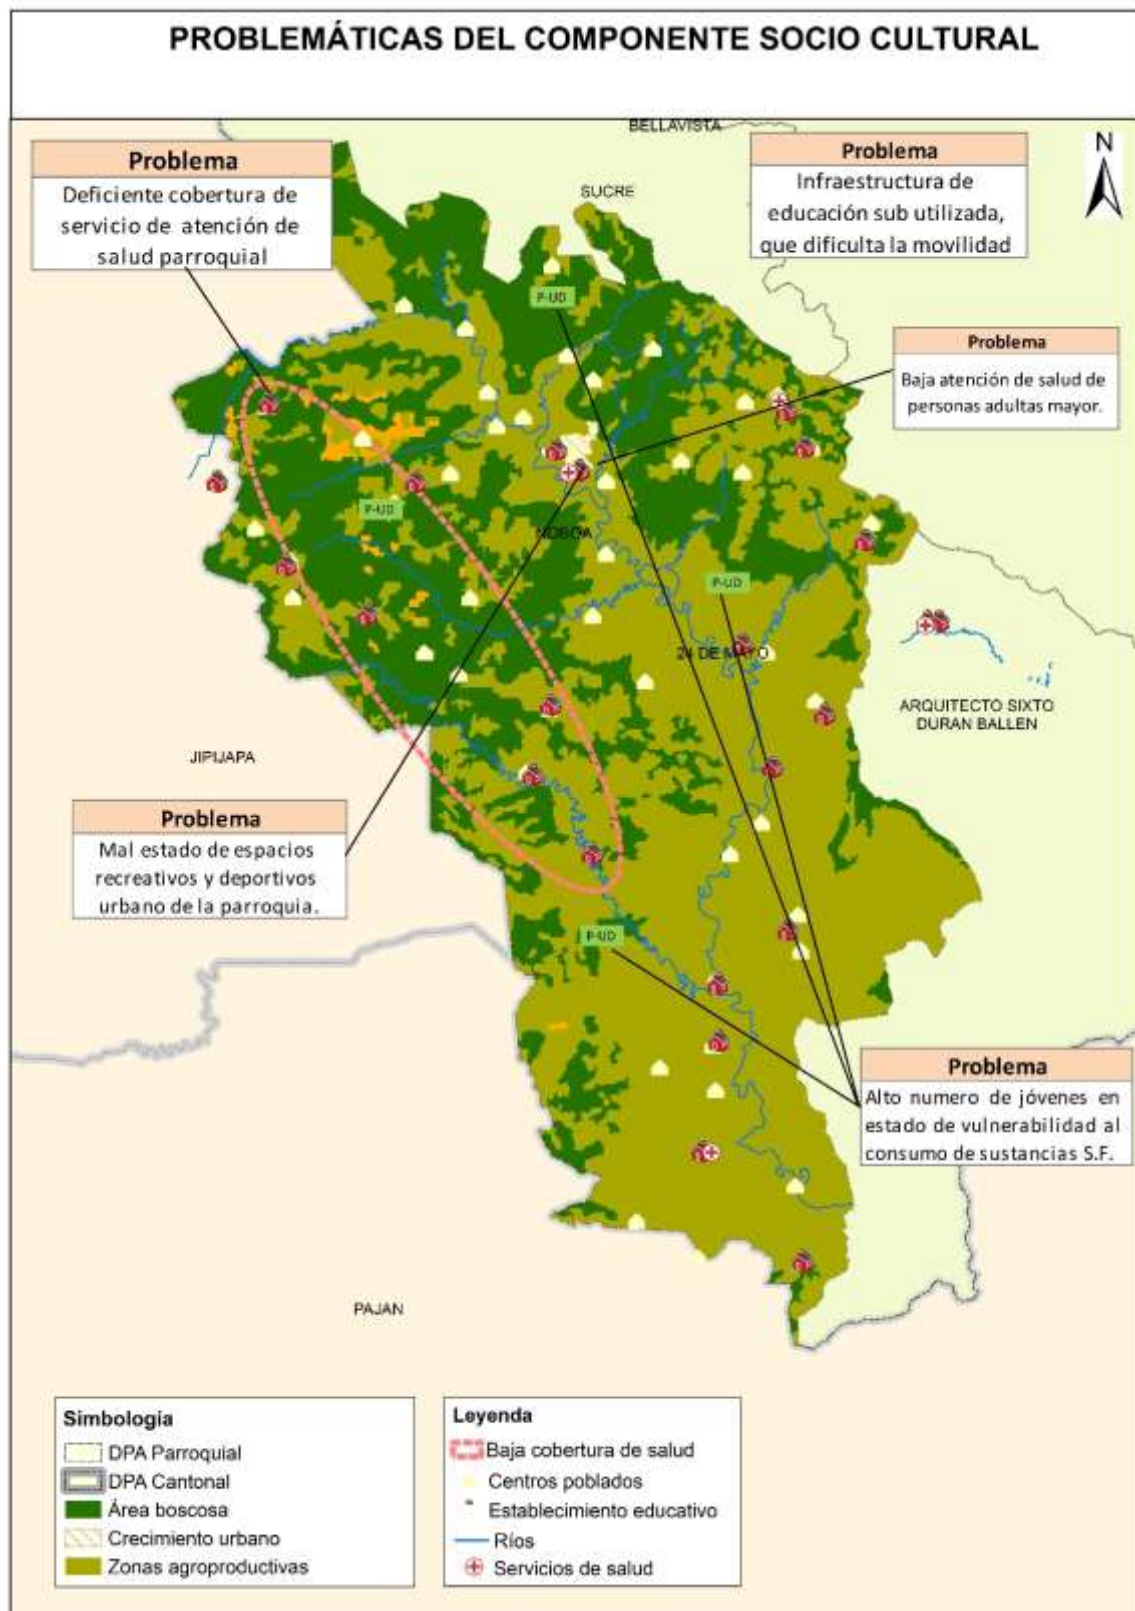 PROBLEMÁTICAS DEL COMPONENTE SOCIO CULTURAL
BELLAVISTA
N
Problema
Deficiente cobertura de
servicio de atención de
salud parroquial
SUCRE
Problema
Infraestructura de
educación sub utilizada,
que dificulta la movilidad
P-UD
Problema
Baja atención de salud de
personas adultas mayor.
P-UD
NOBOA
P-UD
24 DE MAYO
ARQUITECTO SIXTO
DURAN BALLEN
JIPIJAPA
Problema
Mal estado de espacios
recreativos y deportivos
urbano de la parroquia.
P-UD
Problema
Alto numero de jóvenes en
estado de vulnerabilidad al
consumo de sustancias S.F.
PAJAN
Simbologia
DPA Parroquial
DPA Cantonal
Área boscosa
Crecimiento urbano
Zonas agroproductivas
Leyenda
Baja cobertura de salud
Centros poblados
Establecimiento educativo
Ríos
Servicios de salud